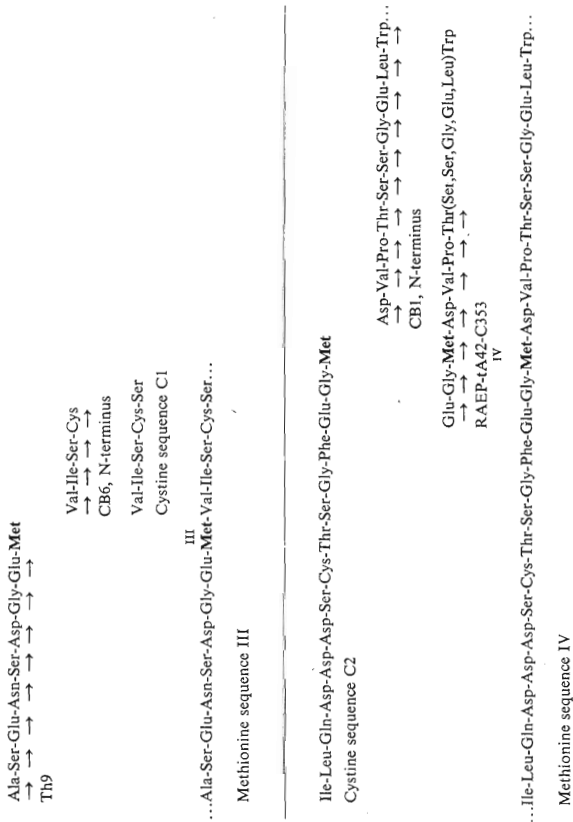 Ala-Ser-Glu-Asn-Ser-Asp-Gly-Glu-Met
→ → → → → → → →
Th9
Val-Ile-Ser-Cys
→ → → →
CB6, N-terminus
Val-Ile-Ser-Cys-Ser
Cystine sequence C1
III
...Ala-Ser-Glu-Asn-Ser-Asp-Gly-Glu-Met-Val-Ile-Ser-Cys-Ser...
Methionine sequence III
Ile-Leu-Gln-Asp-Asp-Asp-Ser-Cys-Thr-Ser-Gly-Phe-Glu-Gly-Met
Cystine sequence C2
Asp-Val-Pro-Thr-Ser-Ser-Gly-Glu-Leu-Trp...
→ → → → → → → → → →
CB1, N-terminus
Glu-Gly-Met-Asp-Val-Pro-Thr(Ser,Ser,Gly,Glu,Leu)Trp
→ → → → → → →
RAEP-tA42-C353
IV
...Ile-Leu-Gln-Asp-Asp-Asp-Ser-Cys-Thr-Ser-Gly-Phe-Glu-Gly-Met-Asp-Val-Pro-Thr-Ser-Ser-Gly-Glu-Leu-Trp...
Methionine sequence IV